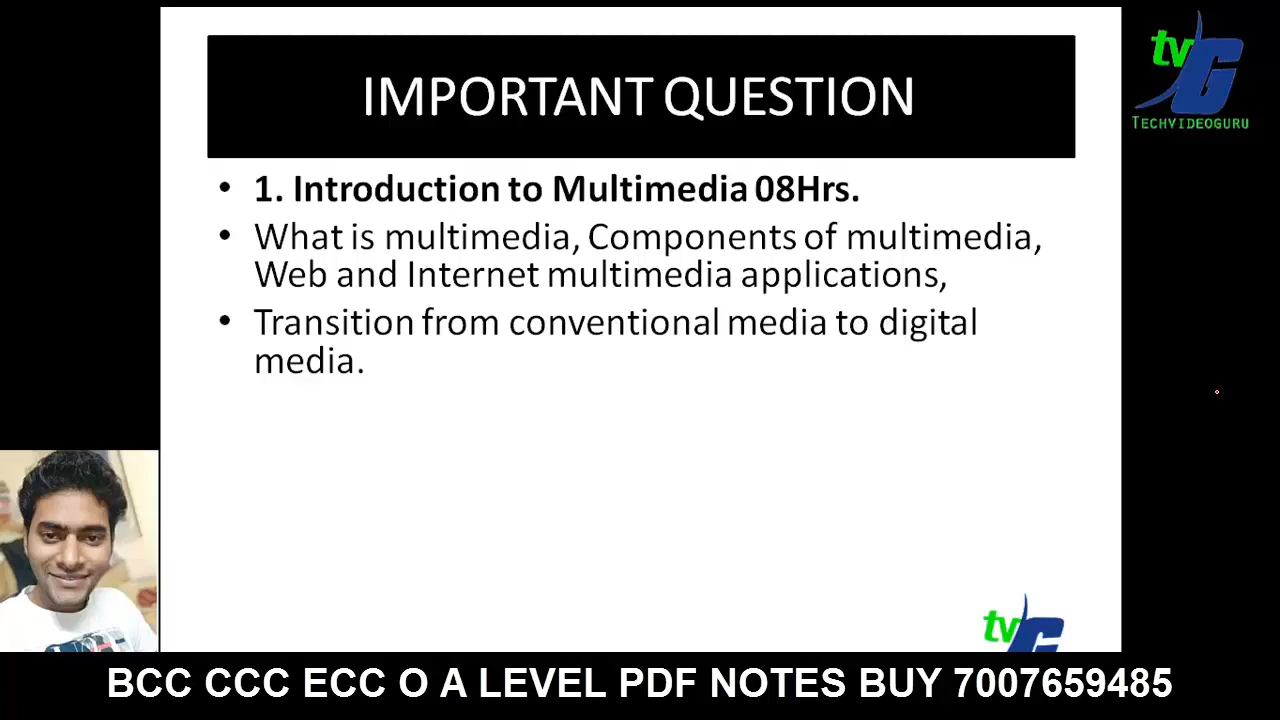 IMPORTANT QUESTION
tvG
TECHVIDEOGURU
• 1. Introduction to Multimedia 08Hrs.
• What is multimedia, Components of multimedia,
Web and Internet multimedia applications,
• Transition from conventional media to digital
media.
tvG
BCC CCC ECC O A LEVEL PDF NOTES BUY 7007659485